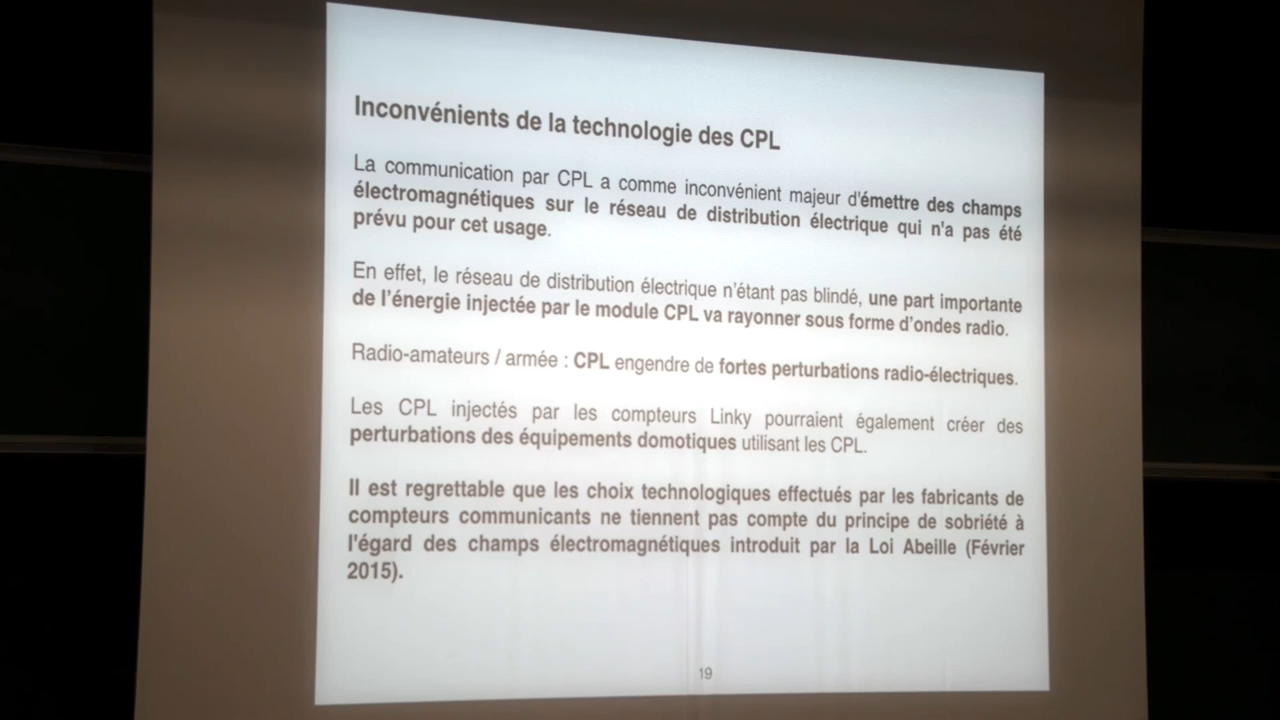 Inconvénients de la technologie des CPL
La communication par CPL a comme inconvénient majeur d'émettre des champs
électromagnétiques sur le réseau de distribution électrique qui n'a pas été
prévu pour cet usage.
En effet, le réseau de distribution électrique n'étant pas blindé, une part importante
de l'énergie injectée par le module CPL va rayonner sous forme d'ondes radio.
Radio-amateurs / armée : CPL engendre de fortes perturbations radio-électriques.
Les CPL injectés par les compteurs Linky pourraient également créer des
perturbations des équipements domotiques utilisant les CPL.
Il est regrettable que les choix technologiques effectués par les fabricants de
compteurs communicants ne tiennent pas compte du principe de sobriété à
l'égard des champs électromagnétiques introduit par la Loi Abeille (Février
2015).
19